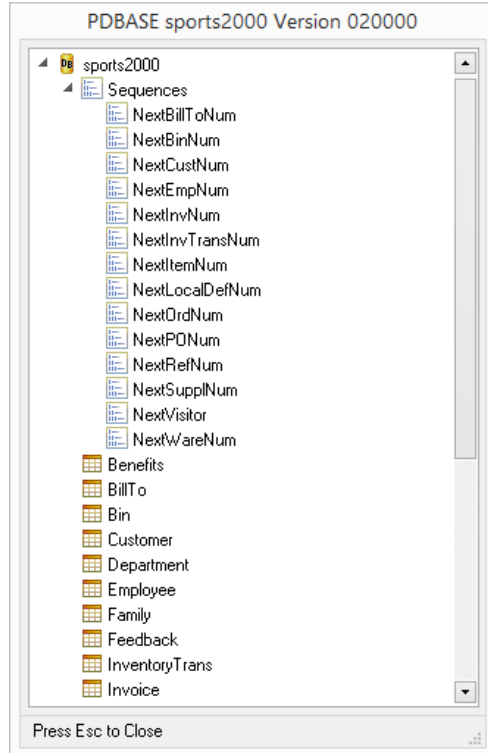 PDBASE sports2000 Version 020000
DB sports2000
Sequences
NextBillToNum
NextBinNum
NextCustNum
NextEmpNum
NextInvNum
NextInvTransNum
NextItemNum
NextLocalDefNum
NextOrdNum
NextPONum
NextRefNum
NextSupplNum
NextVisitor
NextWareNum
Benefits
BillTo
Bin
Customer
Department
Employee
Family
Feedback
InventoryTrans
Invoice
Press Esc to Close